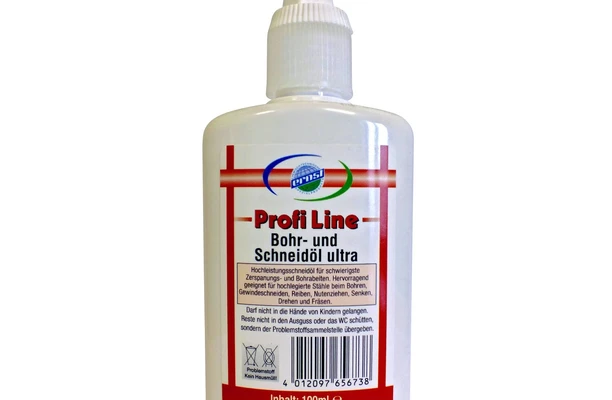 ernst
Profi Line
Bohr- und
Schneidöl ultra
Hochleistungsschneidöl für schwierigste
Zerspanungs- und Bohrabeiten. Hervorragend
geeignet für hochlegierte Stähle beim Bohren,
Gewindeschneiden, Reiben, Nutenziehen, Senken,
Drehen und Fräsen.
Darf nicht in die Hände von Kindern gelangen.
Reste nicht in den Ausguss oder das WC schütten,
sondern der Problemstoffsammelstelle übergeben.
Problemstoff
Kein Hausmüll!
4 012097 656738
Inhalt: 100ml ℮